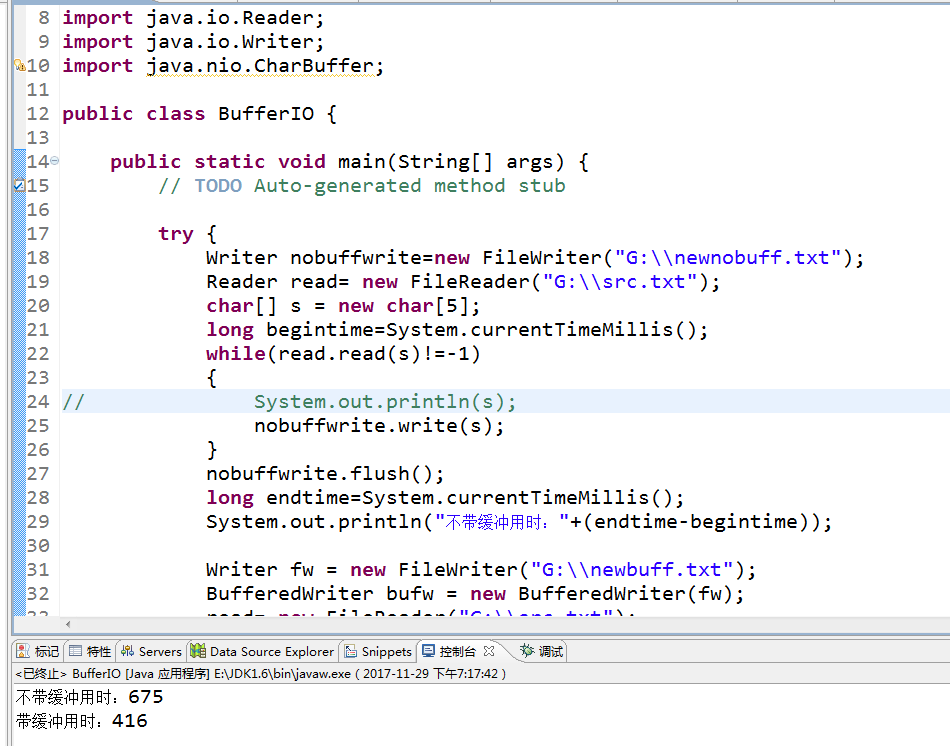 8 import java.io.Reader;
9 import java.io.Writer;
10 import java.nio.CharBuffer;
11
12 public class BufferIO {
13
14 public static void main(String[] args) {
15 // TODO Auto-generated method stub
16
17 try {
18 Writer nobuffwrite=new FileWriter("G:\\newnobuff.txt");
19 Reader read= new FileReader("G:\\src.txt");
20 char[] s = new char[5];
21 long begintime=System.currentTimeMillis();
22 while(read.read(s)!=-1)
23 {
24 // System.out.println(s);
25 nobuffwrite.write(s);
26 }
27 nobuffwrite.flush();
28 long endtime=System.currentTimeMillis();
29 System.out.println("不带缓冲用时："+(endtime-begintime));
30
31 Writer fw = new FileWriter("G:\\newbuff.txt");
32 BufferedWriter bufw = new BufferedWriter(fw);
33 read= new FileReader("G:\\src.txt");
标记 特性 Servers Data Source Explorer Snippets 控制台 调试
<已终止> BufferIO [Java 应用程序] E:\JDK1.6\bin\javaw.exe ( 2017-11-29 下午7:17:42 )
不带缓冲用时：675
带缓冲用时：416